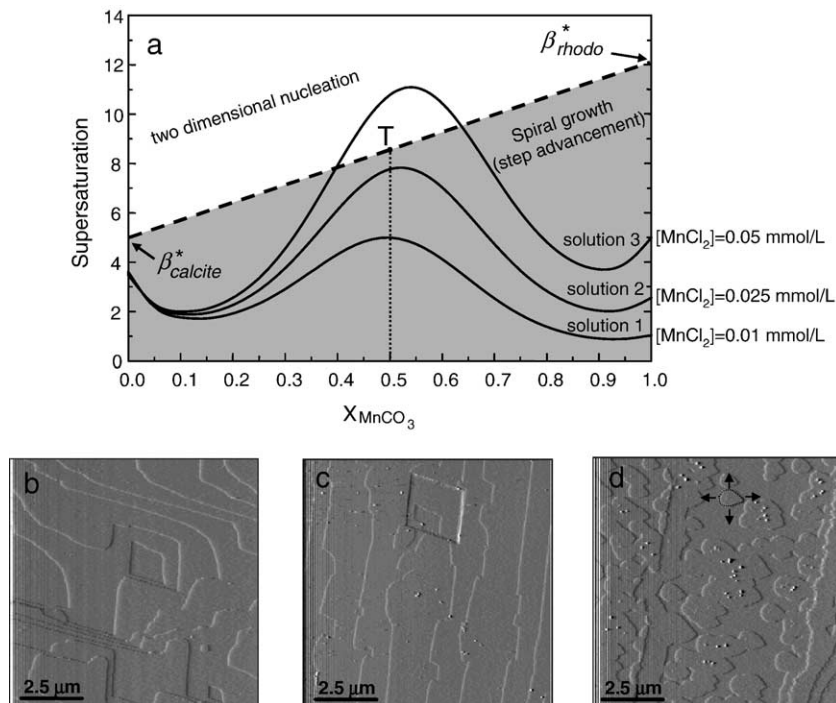 14
a
β*rhodo
12
two dimensional nucleation
10
T
Spiral growth
(step advancement)
8
Supersaturation
6
solution 3
[MnCl₂]=0.05 mmol/L
β*calcite
4
solution 2
[MnCl₂]=0.025 mmol/L
2
solution 1
[MnCl₂]=0.01 mmol/L
0
0.0 0.1 0.2 0.3 0.4 0.5 0.6 0.7 0.8 0.9 1.0
X MnCO₃
b
c
d
2.5 µm
2.5 µm
2.5 µm